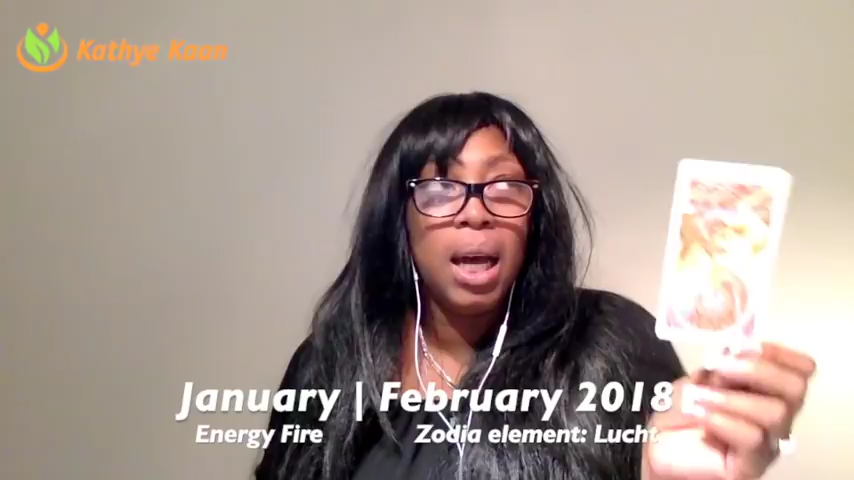 Kathye Kaan
January | February 2018
Energy Fire Zodia element: Lucht